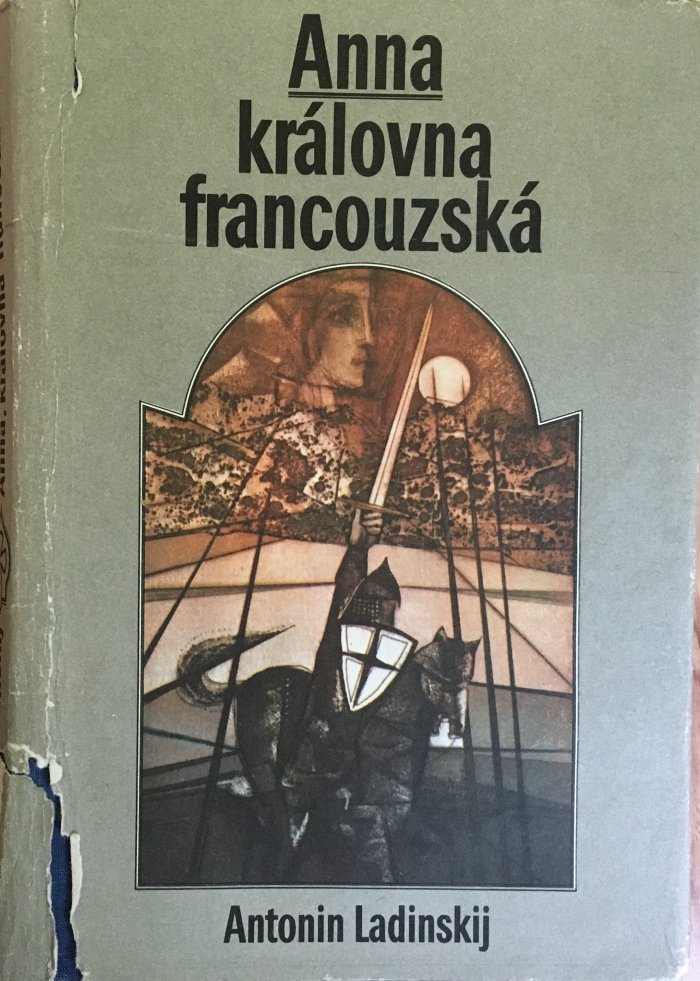 Anna
královna
francouzská
Antonin Ladinskij